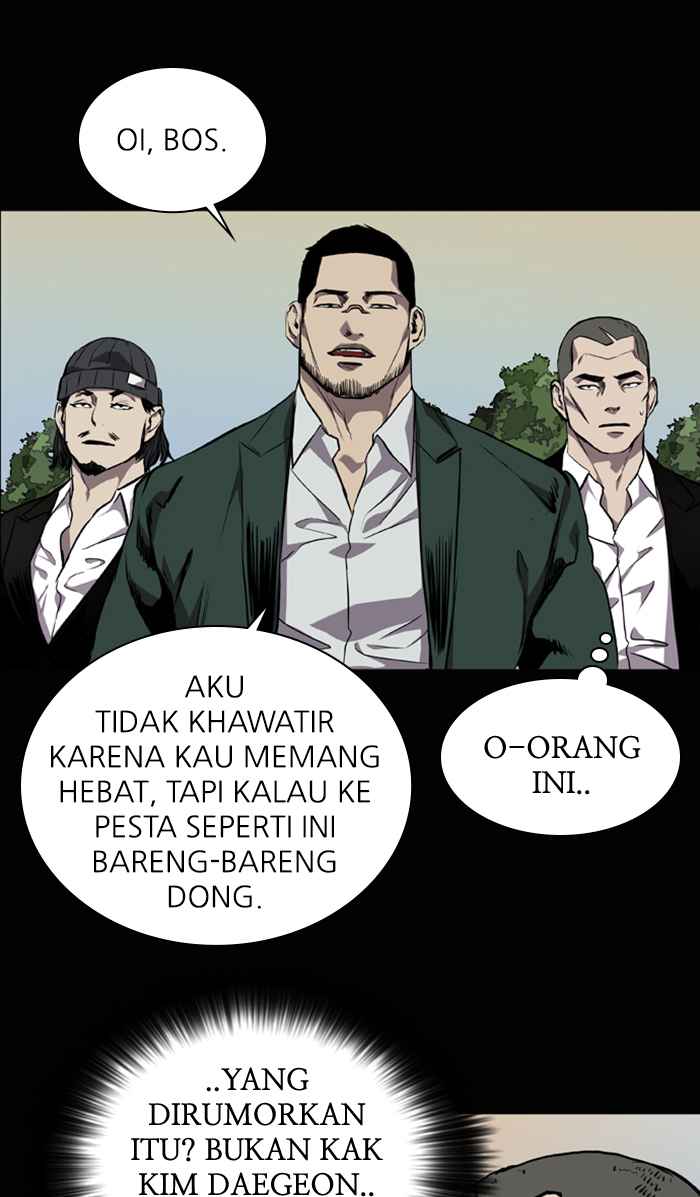 OI, BOS.
AKU
TIDAK KHAWATIR
KARENA KAU MEMANG
HEBAT, TAPI KALAU KE
PESTA SEPERTI INI
BARENG-BARENG
DONG.
O-ORANG
INI..
..YANG
DIRUMORKAN
ITU? BUKAN KAK
KIM DAEGEON..